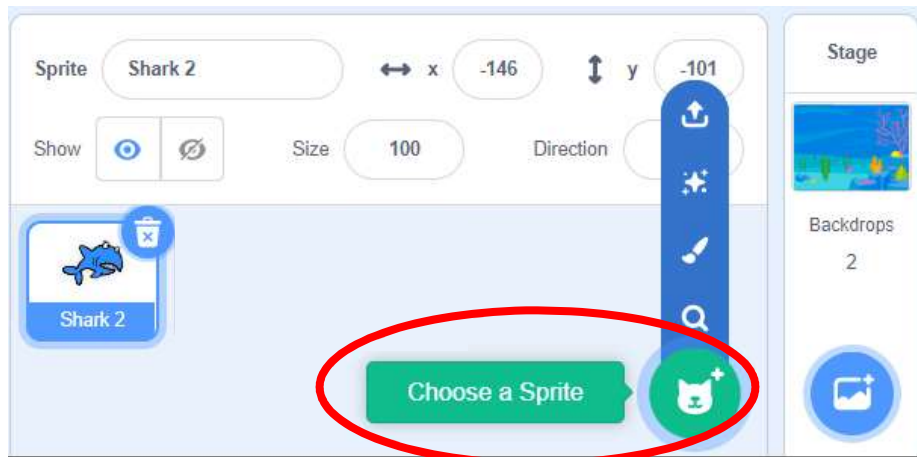 Sprite Shark 2 x -146 y -101
Show Size 100 Direction
Shark 2
Choose a Sprite
Stage
Backdrops
2